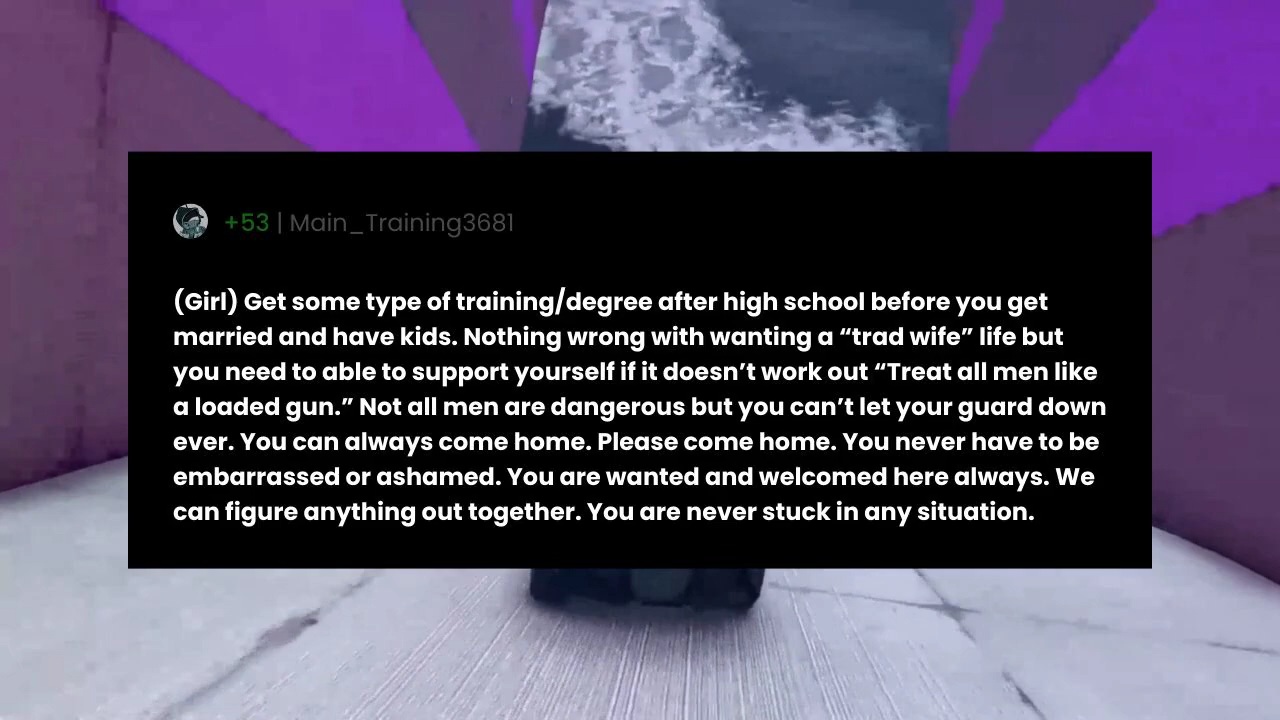 +53 | Main_Training3681
(Girl) Get some type of training/degree after high school before you get
married and have kids. Nothing wrong with wanting a “trad wife” life but
you need to able to support yourself if it doesn’t work out “Treat all men like
a loaded gun.” Not all men are dangerous but you can’t let your guard down
ever. You can always come home. Please come home. You never have to be
embarrassed or ashamed. You are wanted and welcomed here always. We
can figure anything out together. You are never stuck in any situation.